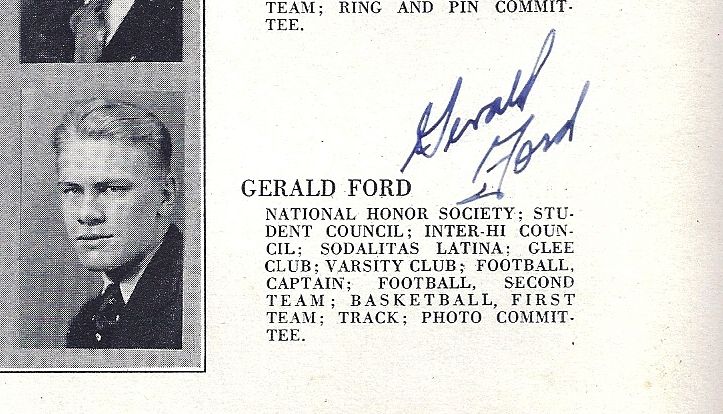 TEAM; RING AND PIN COMMIT-
TEE.
Gerald
Ford
GERALD FORD
NATIONAL HONOR SOCIETY; STU-
DENT COUNCIL; INTER-HI COUN-
CIL; SODALITAS LATINA; GLEE
CLUB; VARSITY CLUB; FOOTBALL,
CAPTAIN; FOOTBALL, SECOND
TEAM; BASKETBALL, FIRST
TEAM; TRACK; PHOTO COMMIT-
TEE.